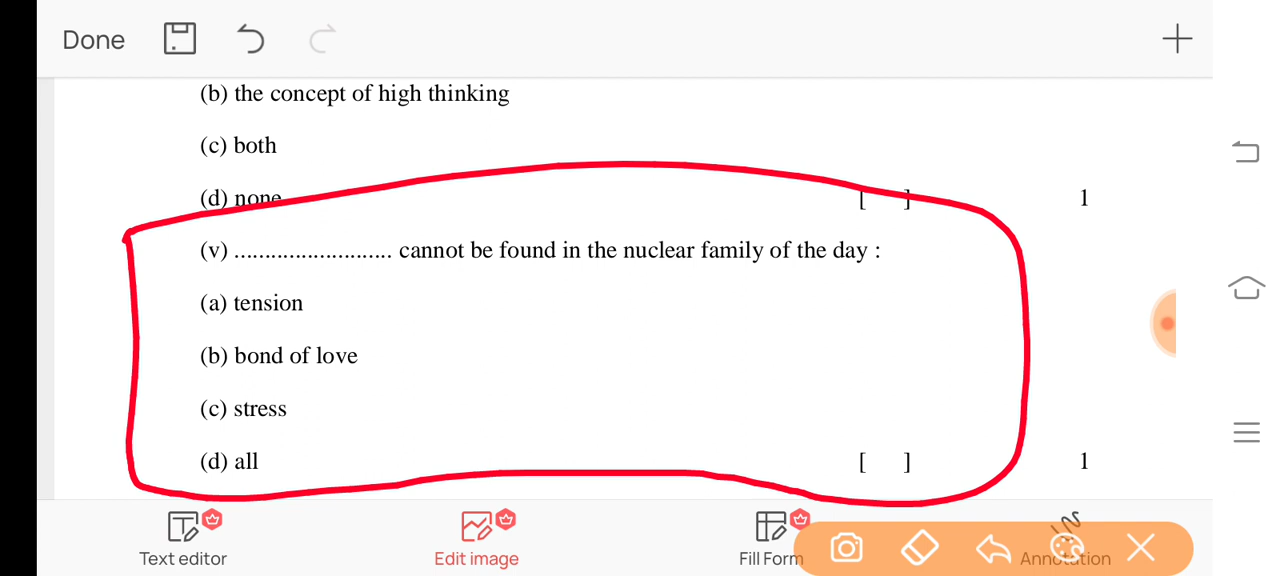 Done
(b) the concept of high thinking
(c) both
(d) none [ ] 1
(v) .......................... cannot be found in the nuclear family of the day :
(a) tension
(b) bond of love
(c) stress
(d) all [ ] 1
Text editor
Edit image
Fill Form
Annotation